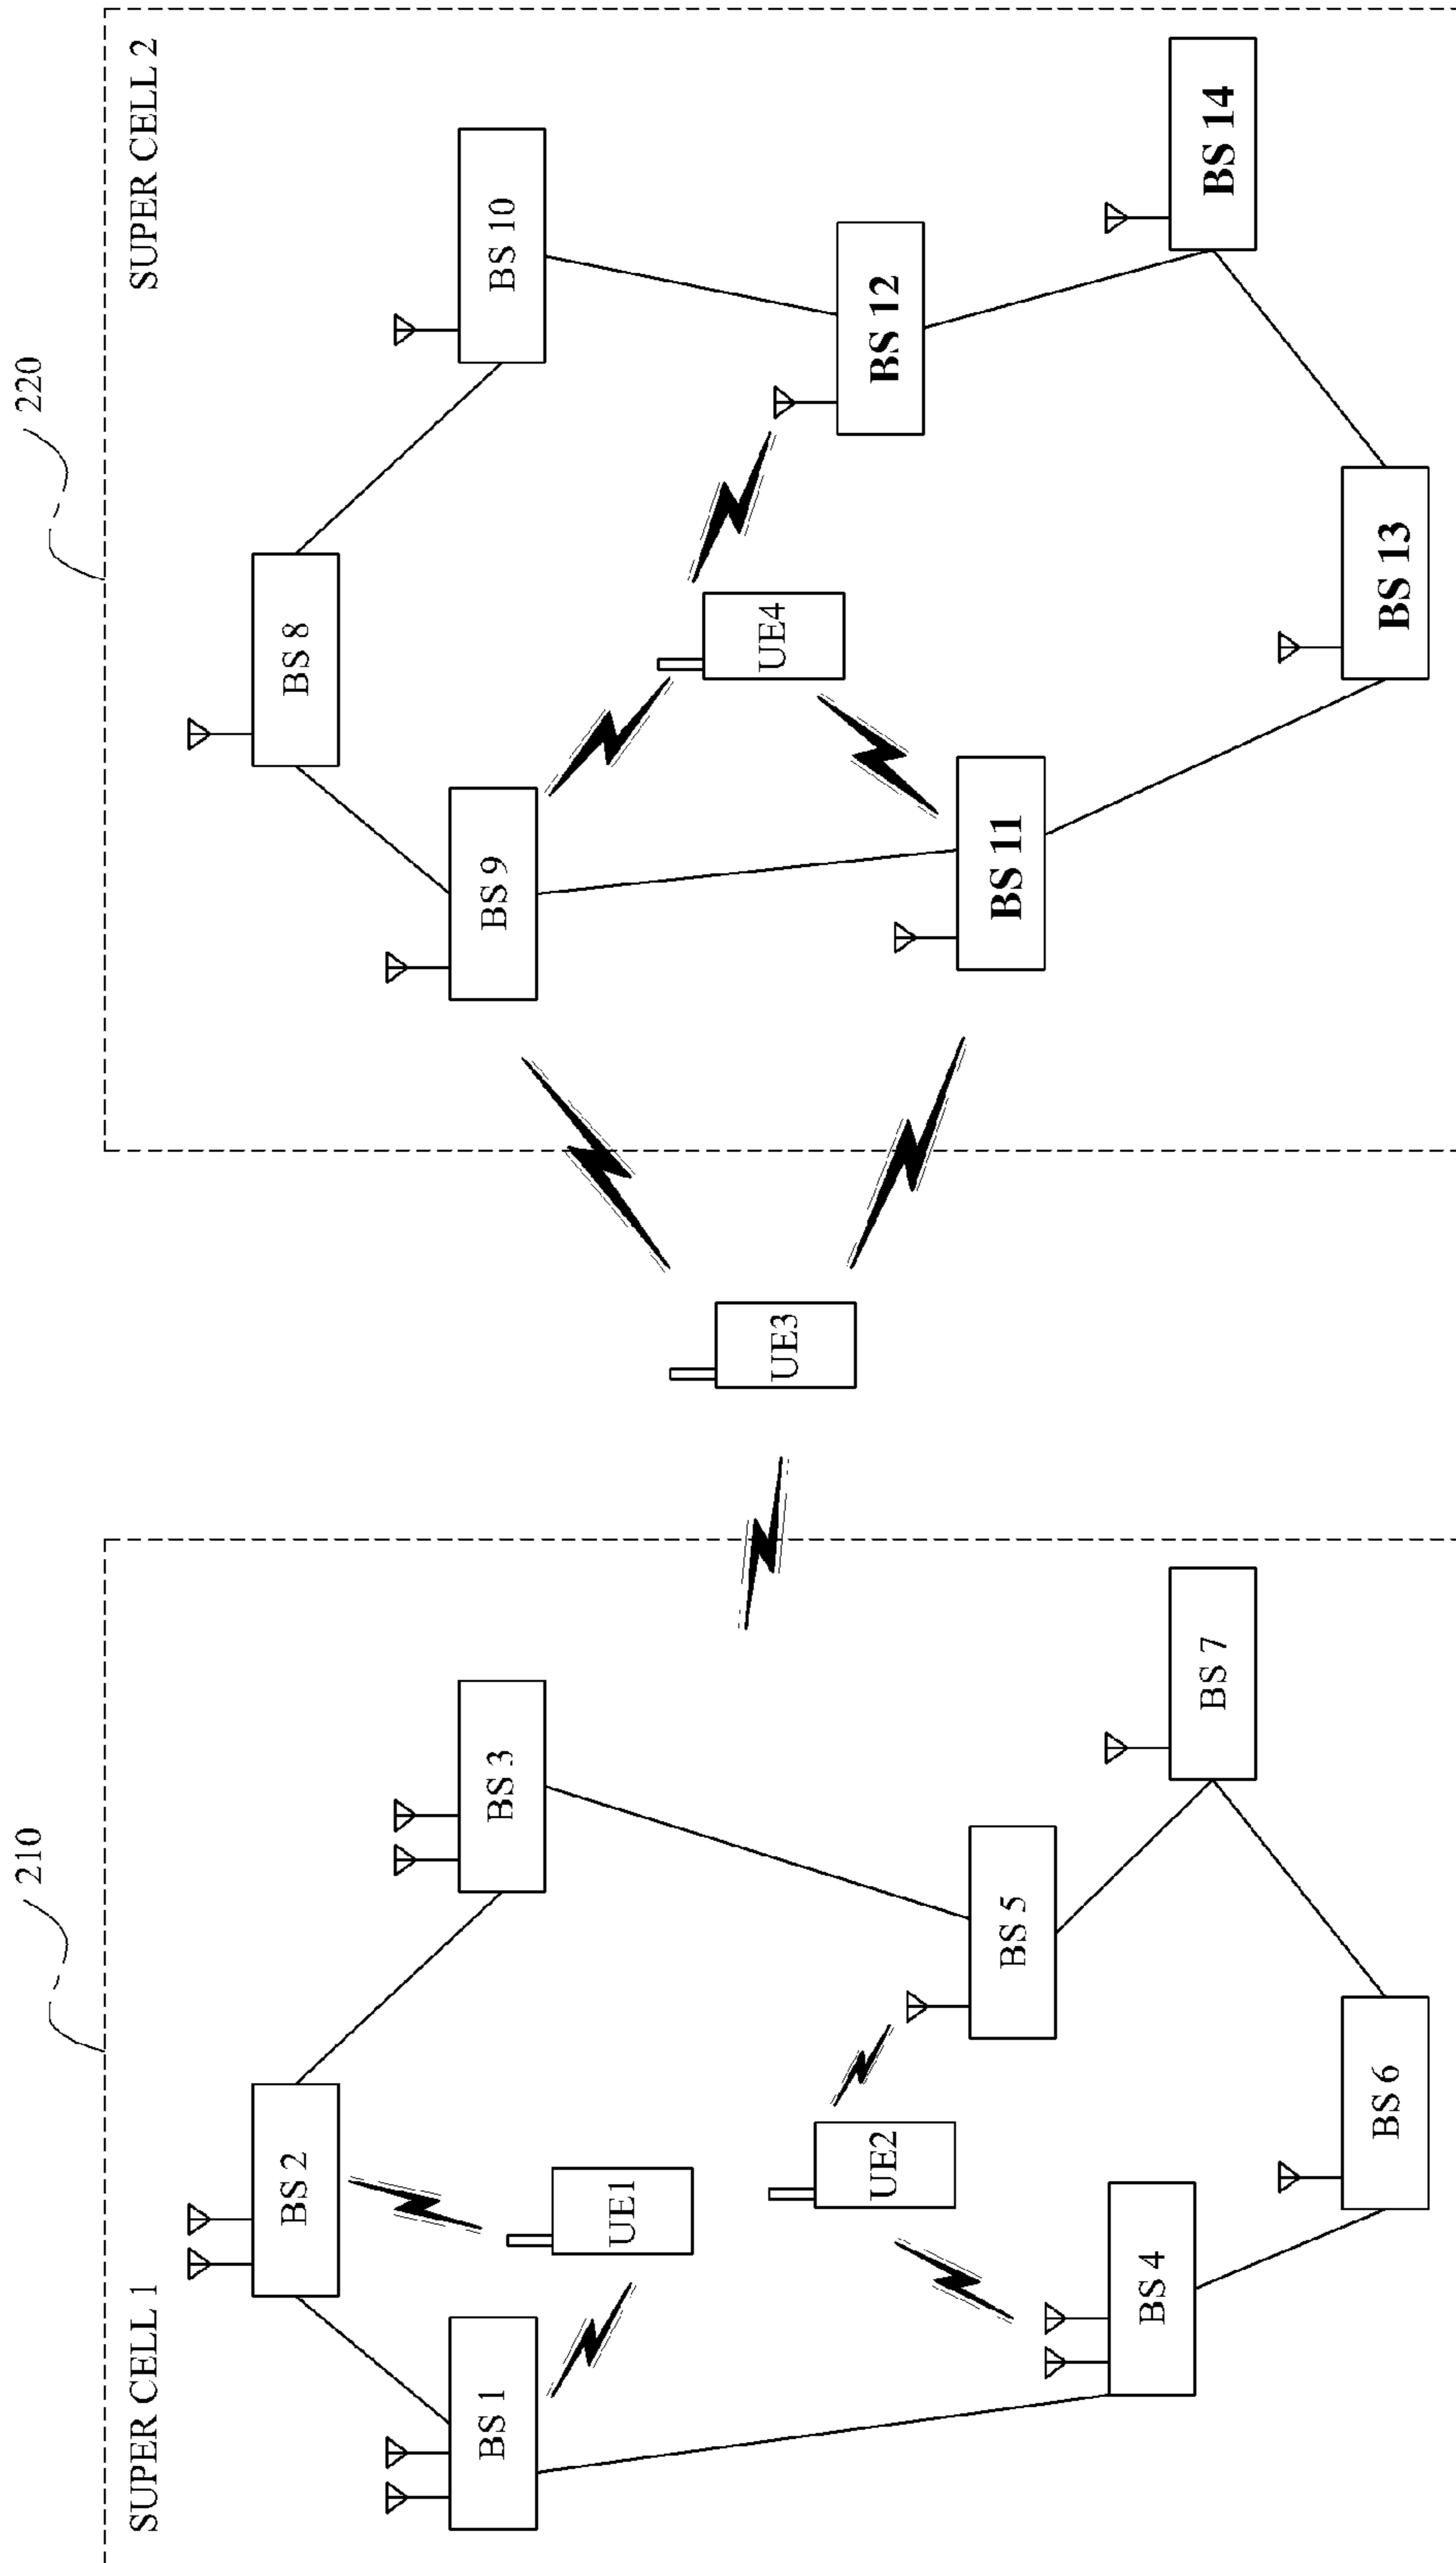 210
220
SUPER CELL 1
SUPER CELL 2
BS 2
BS 8
BS 1
BS 3
BS 9
BS 10
UE1
UE2
UE3
UE4
BS 12
BS 5
BS 11
BS 4
BS 7
BS 14
BS 6
BS 13